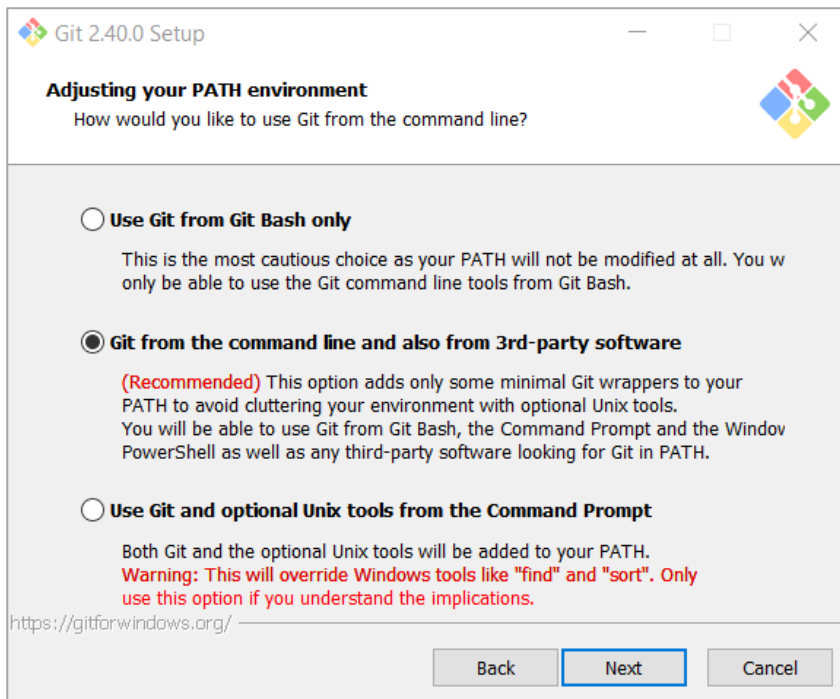 Git 2.40.0 Setup
Adjusting your PATH environment
How would you like to use Git from the command line?
Use Git from Git Bash only
This is the most cautious choice as your PATH will not be modified at all. You w
only be able to use the Git command line tools from Git Bash.
Git from the command line and also from 3rd-party software
(Recommended) This option adds only some minimal Git wrappers to your
PATH to avoid cluttering your environment with optional Unix tools.
You will be able to use Git from Git Bash, the Command Prompt and the Window
PowerShell as well as any third-party software looking for Git in PATH.
Use Git and optional Unix tools from the Command Prompt
Both Git and the optional Unix tools will be added to your PATH.
Warning: This will override Windows tools like "find" and "sort". Only
use this option if you understand the implications.
https://gitforwindows.org/
Back Next Cancel